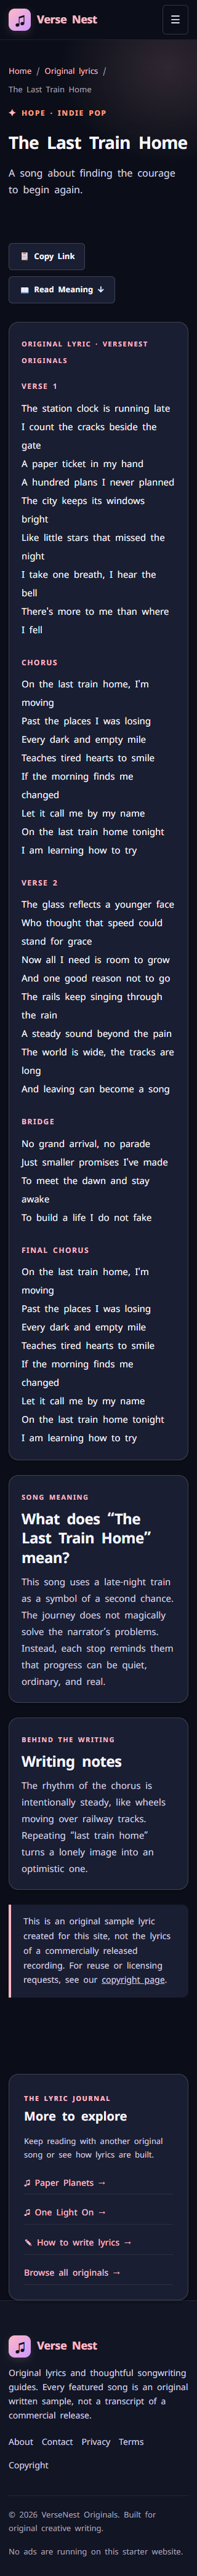 Verse Nest
Home / Original lyrics /
The Last Train Home
✦ HOPE · INDIE POP
The Last Train Home
A song about finding the courage
to begin again.
📋 Copy Link
📖 Read Meaning ↓
ORIGINAL LYRIC · VERSENEST
ORIGINALS
VERSE 1
The station clock is running late
I count the cracks beside the
gate
A paper ticket in my hand
A hundred plans I never planned
The city keeps its windows
bright
Like little stars that missed the
night
I take one breath, I hear the
bell
There's more to me than where
I fell
CHORUS
On the last train home, I'm
moving
Past the places I was losing
Every dark and empty mile
Teaches tired hearts to smile
If the morning finds me
changed
Let it call me by my name
On the last train home tonight
I am learning how to try
VERSE 2
The glass reflects a younger face
Who thought that speed could
stand for grace
Now all I need is room to grow
And one good reason not to go
The rails keep singing through
the rain
A steady sound beyond the pain
The world is wide, the tracks are
long
And leaving can become a song
BRIDGE
No grand arrival, no parade
Just smaller promises I've made
To meet the dawn and stay
awake
To build a life I do not fake
FINAL CHORUS
On the last train home, I'm
moving
Past the places I was losing
Every dark and empty mile
Teaches tired hearts to smile
If the morning finds me
changed
Let it call me by my name
On the last train home tonight
I am learning how to try
SONG MEANING
What does “The
Last Train Home”
mean?
This song uses a late-night train
as a symbol of a second chance.
The journey does not magically
solve the narrator's problems.
Instead, each stop reminds them
that progress can be quiet,
ordinary, and real.
BEHIND THE WRITING
Writing notes
The rhythm of the chorus is
intentionally steady, like wheels
moving over railway tracks.
Repeating “last train home”
turns a lonely image into an
optimistic one.
This is an original sample lyric
created for this site, not the lyrics
of a commercially released
recording. For reuse or licensing
requests, see our copyright page.
THE LYRIC JOURNAL
More to explore
Keep reading with another original
song or see how lyrics are built.
♫ Paper Planets →
♫ One Light On →
✎ How to write lyrics →
Browse all originals →
Verse Nest
Original lyrics and thoughtful songwriting
guides. Every featured song is an original
written sample, not a transcript of a
commercial release.
About Contact Privacy Terms
Copyright
© 2026 VerseNest Originals. Built for
original creative writing.
No ads are running on this starter website.